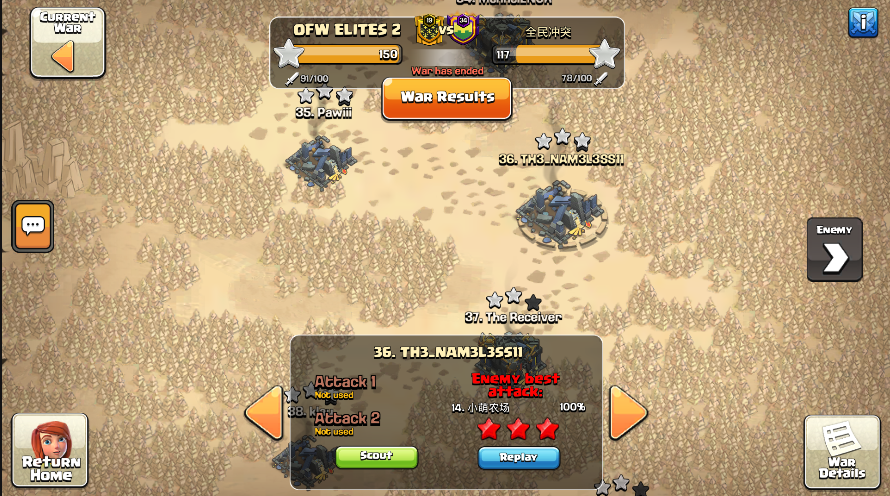 Current
War
OFW ELITES 2
19
VS
34
全民冲突
150
117
War has ended
91/100
78/100
War Results
35. Pawiii
36. TH3_NAM3L3SS11
Enemy
37. The Receiver
36. TH3_NAM3L3SS11
Attack 1
Not used
Enemy best
attack:
14. 小萌农场
100%
Attack 2
Not used
Scout
Replay
Return
Home
War
Details